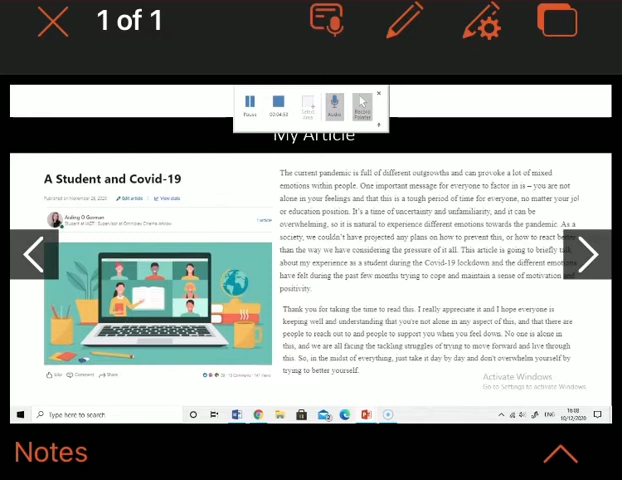 1 of 1
Pause
00:04:53
Select Area
Audio
Record Pointer
My Article
A Student and Covid-19
Published on November 28, 2020
Edit article
View stats
Aisling O Gorman
1 article
Like
Comment
Share
The current pandemic is full of different outgrowths and can provoke a lot of mixed
emotions within people. One important message for everyone to factor in is – you are not
alone in your feelings and that this is a tough period of time for everyone, no matter your jo
or education position. It's a time of uncertainty and unfamiliarity, and it can be
overwhelming, so it is natural to experience different emotions towards the pandemic. As a
society, we couldn't have projected any plans on how to prevent this, or how to react better
than the way we have considering the pressure of it all. This article is going to briefly talk
about my experience as a student during the Covid-19 lockdown and the different emotions
have felt during the past few months trying to cope and maintain a sense of motivation and
positivity.
Thank you for taking the time to read this. I really appreciate it and I hope everyone is
keeping well and understanding that you're not alone in any aspect of this, and that there are
people to reach out to and people to support you when you feel down. No one is alone in
this, and we are all facing the tackling struggles of trying to move forward and live through
this. So, in the midst of everything, just take it day by day and don't overwhelm yourself by
trying to better yourself.
Activate Windows
Go to Settings to activate Windows
Type here to search
ENG
10/12/2020
Notes